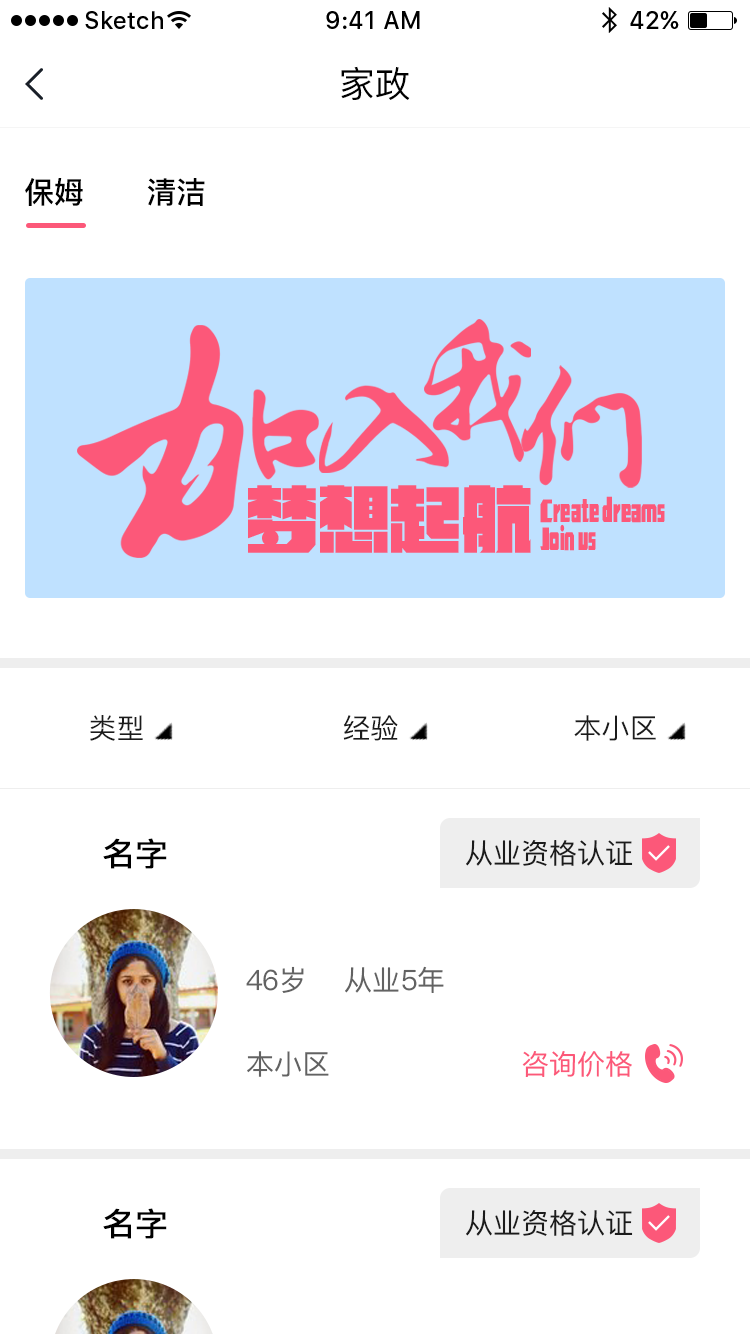 Sketch 9:41 AM 42%
家政
保姆 清洁
加入我们
梦想起航 Create dreams
Join us
类型 经验 本小区
名字 从业资格认证
46岁 从业5年
本小区 咨询价格
名字 从业资格认证